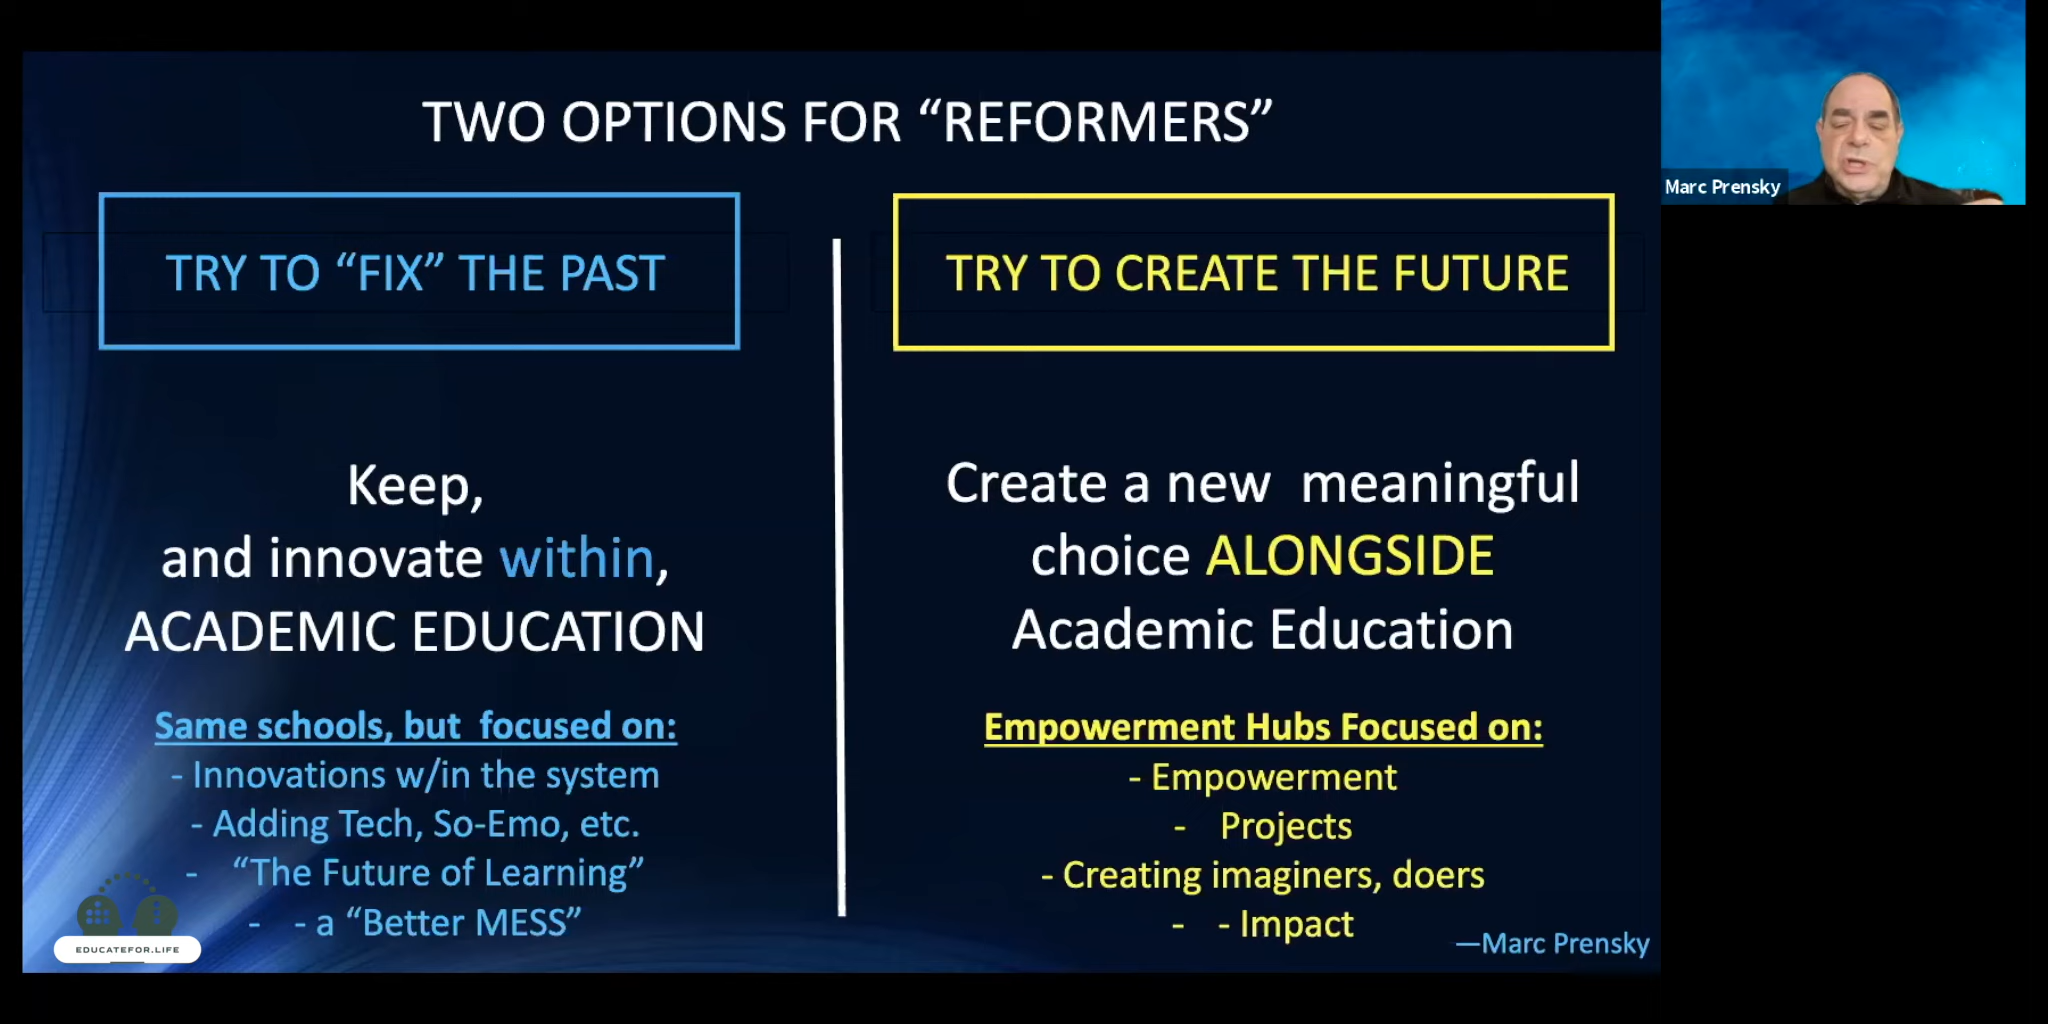 TWO OPTIONS FOR “REFORMERS”
TRY TO “FIX” THE PAST
Keep,
and innovate within,
ACADEMIC EDUCATION
Same schools, but  focused on:
- Innovations w/in the system
- Adding Tech, So-Emo, etc.
-   “The Future of Learning”
-   - a “Better MESS”
EDUCATEFOR.LIFE
TRY TO CREATE THE FUTURE
Create a new  meaningful
choice ALONGSIDE
Academic Education
Empowerment Hubs Focused on:
- Empowerment
-   Projects
- Creating imaginers, doers
-   - Impact
—Marc Prensky
Marc Prensky